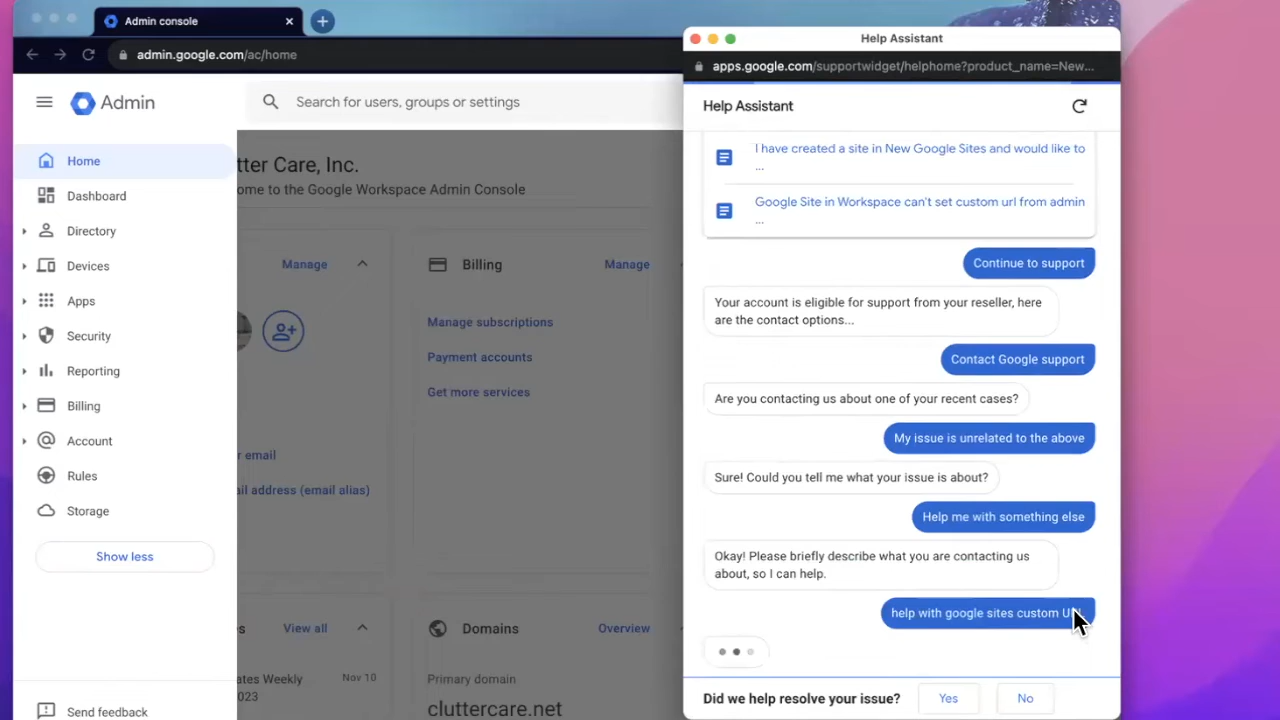 Admin console
admin.google.com/ac/home
Admin
Search for users, groups or settings
Home
Dashboard
Directory
Devices
Apps
Security
Reporting
Billing
Account
Rules
Storage
Show less
Send feedback
tter Care, Inc.
ome to the Google Workspace Admin Console
Manage
er email
ail address (email alias)
View all
ates Weekly
Nov 10
2023
Billing
Manage
Manage subscriptions
Payment accounts
Get more services
Domains
Overview
Primary domain
cluttercare.net
Help Assistant
apps.google.com/supportwidget/helphome?product_name=New...
Help Assistant
I have created a site in New Google Sites and would like to
...
Google Site in Workspace can't set custom url from admin
...
Continue to support
Your account is eligible for support from your reseller, here
are the contact options...
Contact Google support
Are you contacting us about one of your recent cases?
My issue is unrelated to the above
Sure! Could you tell me what your issue is about?
Help me with something else
Okay! Please briefly describe what you are contacting us
about, so I can help.
help with google sites custom
Did we help resolve your issue?
Yes
No